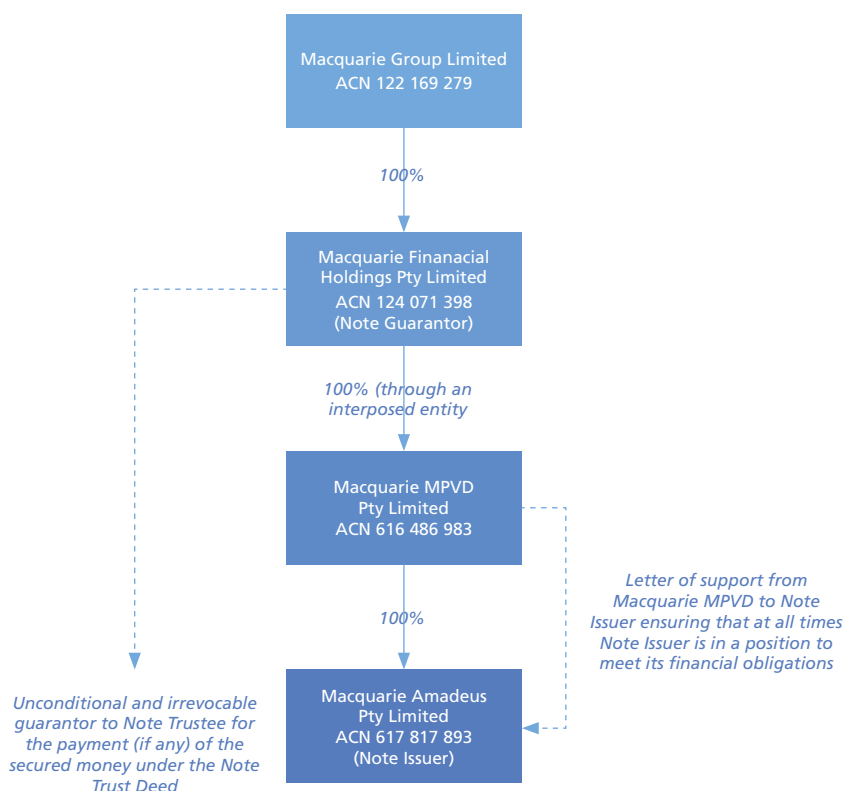 Macquarie Group Limited
ACN 122 169 279
100%
Macquarie Finanacial
Holdings Pty Limited
ACN 124 071 398
(Note Guarantor)
100% (through an
interposed entity
Macquarie MPVD
Pty Limited
ACN 616 486 983
Letter of support from
Macquarie MPVD to Note
Issuer ensuring that at all times
Note Issuer is in a position to
meet its financial obligations
100%
Macquarie Amadeus
Pty Limited
ACN 617 817 893
(Note Issuer)
Unconditional and irrevocable
guarantor to Note Trustee for
the payment (if any) of the
secured money under the Note
Trust Deed